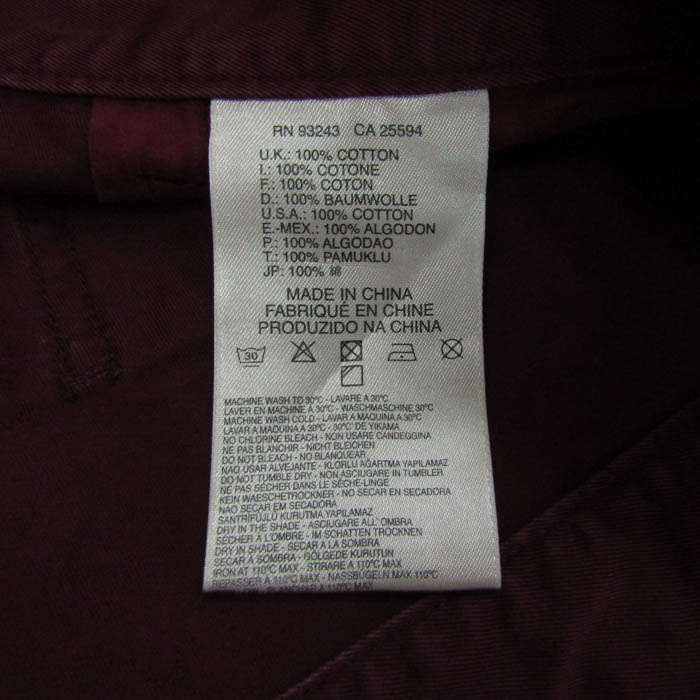 RN 93243 CA 25594
U.K.: 100% COTTON
I.: 100% COTONE
F.: 100% COTON
D.: 100% BAUMWOLLE
U.S.A.: 100% COTTON
E.-MEX.: 100% ALGODON
P.: 100% ALGODAO
T.: 100% PAMUKLU
JP: 100% 綿
MADE IN CHINA
FABRIQUÉ EN CHINE
PRODUZIDO NA CHINA
30
MACHINE WASH TO 30°C - LAVARE A 30°C
LAVER EN MACHINE À 30°C - WASCHMASCHINE 30°C
MACHINE WASH COLD - LAVAR A MAQUINA A 30°C
LAVAR A MAQUINA A 30°C - 30°C DE YIKAMA
NO CHLORINE BLEACH - NON USARE CANDEGGINA
NE PAS BLANCHIR - NICHT BLEICHEN
DO NOT BLEACH - NO BLANQUEAR
NAO USAR ALVEJANTE - KLORLU AĞARTMA YAPILAMAZ
DO NOT TUMBLE DRY - NON ASCIUGARE IN TUMBLER
NE PAS SÉCHER DANS LE SÈCHE-LINGE
KEIN WAESCHETROCKNER - NO SECAR EN SECADORA
NAO SECAR EM SECADORA
SANTRİFÜJLÜ KURUTMA YAPILAMAZ
DRY IN THE SHADE - ASCIUGARE ALL' OMBRA
SÉCHER À L'OMBRE - IM SCHATTEN TROCKNEN
DRY IN SHADE - SECAR A LA SOMBRA
SECAR À SOMBRA - GÖLGEDE KURUTUN
IRON AT 110°C MAX - STIRARE A 110°C MAX
REPASSER À 110°C MAX - NASSBÜGELN MAX 110°C
110°C MAX